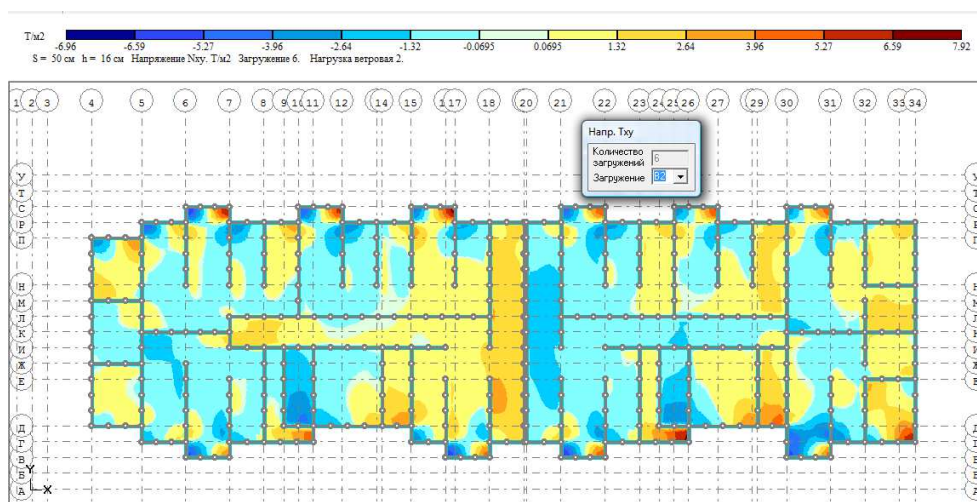 Т/м2
-6.96 -6.59 -5.27 -3.96 -2.64 -1.32 -0.0695 0.0695 1.32 2.64 3.96 5.27 6.59 7.92
S = 50 см h = 16 см Напряжение Nxy. Т/м2 Загружение 6. Нагрузка ветровая 2.
1 2 3 4 5 6 7 8 9 10 11 12 14 15 17 18 20 21 22 23 24 25 26 27 29 30 31 32 33 34
Напр. Тху
Количество загружений 6
Загружение В2
У
Т
С
Р
П
Н
М
Л
К
И
Ж
Е
Д
Т
В
Б
А
Y
X